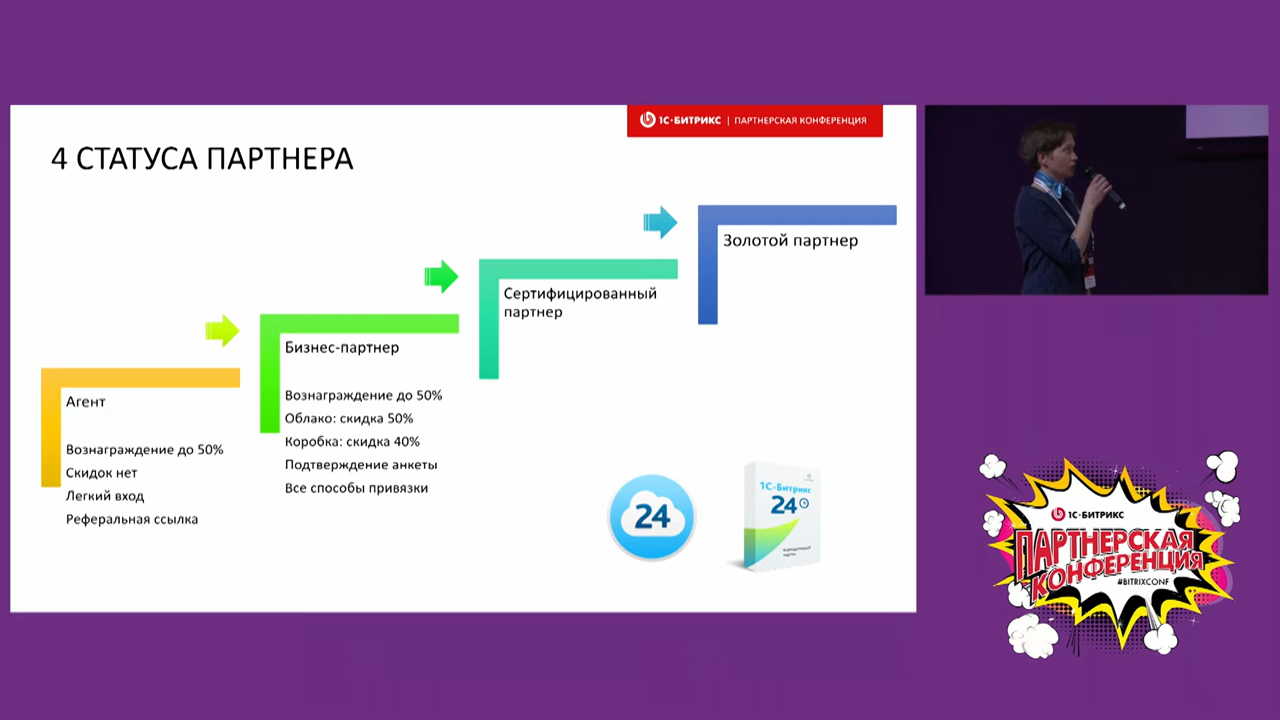 1С-БИТРИКС | ПАРТНЕРСКАЯ КОНФЕРЕНЦИЯ
4 СТАТУСА ПАРТНЕРА
Золотой партнер
Сертифицированный
партнер
Бизнес-партнер
Вознаграждение до 50%
Облако: скидка 50%
Коробка: скидка 40%
Подтверждение анкеты
Все способы привязки
Агент
Вознаграждение до 50%
Скидок нет
Легкий вход
Реферальная ссылка
24
1С-Битрикс
24
1С-БИТРИКС
ПАРТНЕРСКАЯ
КОНФЕРЕНЦИЯ
#BITRIXCONF